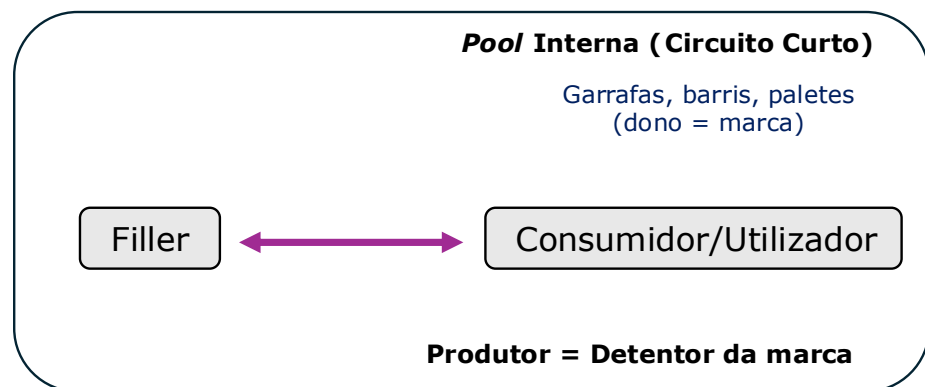 Pool Interna (Circuito Curto)
Garrafas, barris, paletes
(dono = marca)
Filler
Consumidor/Utilizador
Produtor = Detentor da marca